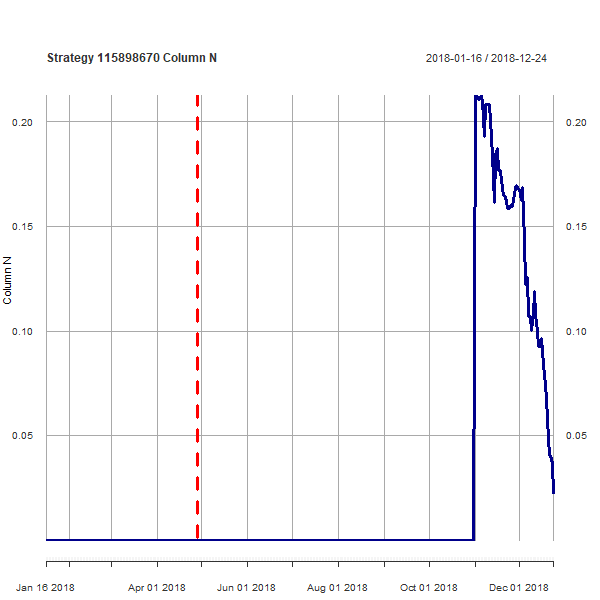 Strategy 115898670 Column N
2018-01-16 / 2018-12-24
0.20
0.20
0.15
0.15
Column N
0.10
0.10
0.05
0.05
Jan 16 2018
Apr 01 2018
Jun 01 2018
Aug 01 2018
Oct 01 2018
Dec 01 2018